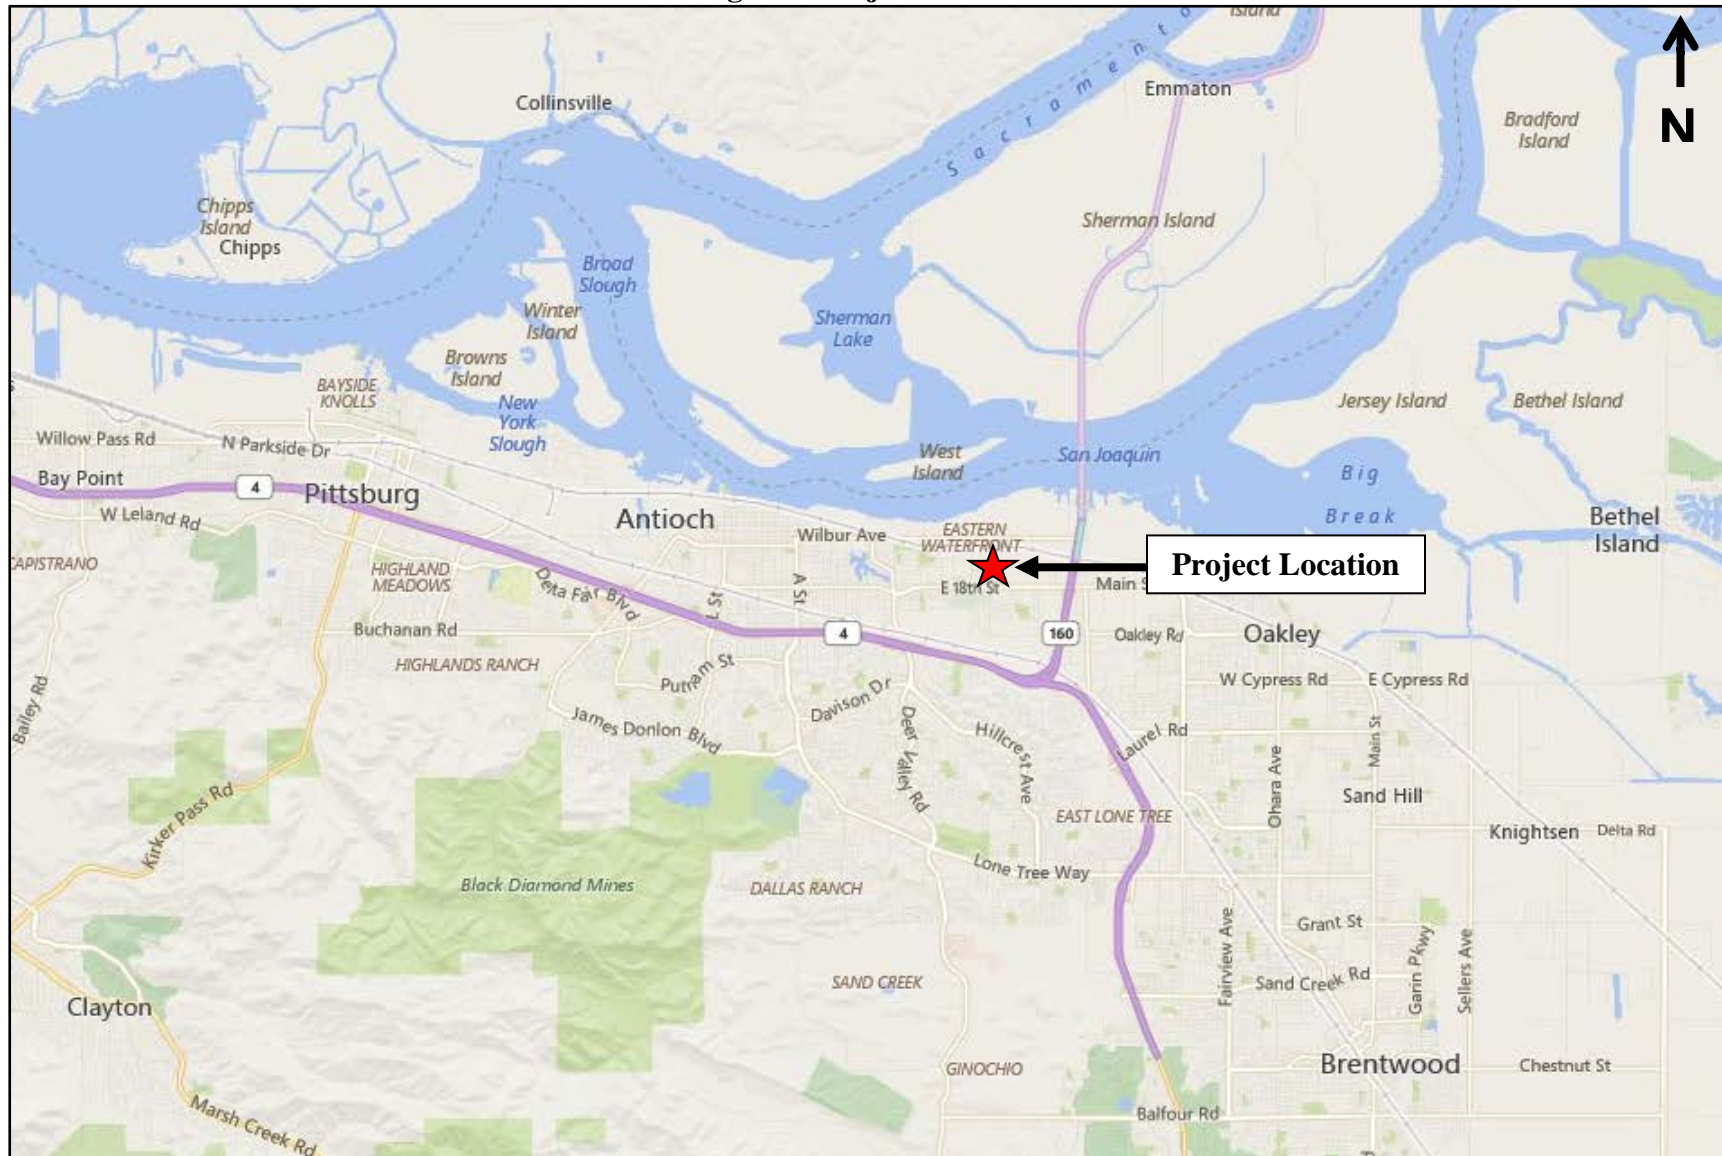 Island
Sacramento
Emmaton
Collinsville
N
Bradford
Island
Chipps
Island
Chipps
Sherman Island
Broad
Slough
Winter
Island
Sherman
Lake
Browns
Island
BAYSIDE
KNOLLS
New
York
Slough
Jersey Island
Bethel Island
Willow Pass Rd
N Parkside Dr
West
Island
San Joaquin
Big
Break
Bay Point
4
Pittsburg
W Leland Rd
Antioch
Wilbur Ave
EASTERN
WATERFRONT
Bethel
Island
Project Location
HIGHLAND
MEADOWS
Delta Fair Blvd
L St
A St
E 18th St
Main S
Buchanan Rd
4
160
Oakley Rd
Oakley
HIGHLANDS RANCH
Putnam St
W Cypress Rd
E Cypress Rd
Bailey Rd
Davison Dr
James Donlon Blvd
Deer Valley Rd
Hillcrest Ave
Laurel Rd
Main St
Ohara Ave
Sand Hill
Kirker Pass Rd
EAST LONE TREE
Knightsen
Delta Rd
Lone Tree Way
Black Diamond Mines
DALLAS RANCH
Grant St
Fairview Ave
Garin Pkwy
Sellers Ave
SAND CREEK
Sand Creek Rd
Clayton
GINOCHIO
Brentwood
Chestnut St
Marsh Creek Rd
Balfour Rd